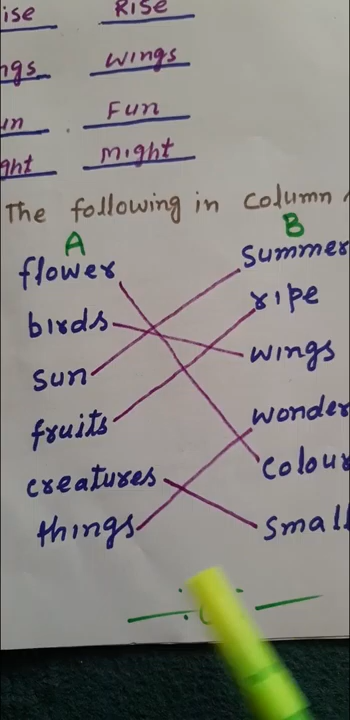 ise Rise
ngs Wings
un Fun
ght Might
The following in column
A B
flower Summer
birds ripe
sun wings
fruits wonder
creatures colour
things small